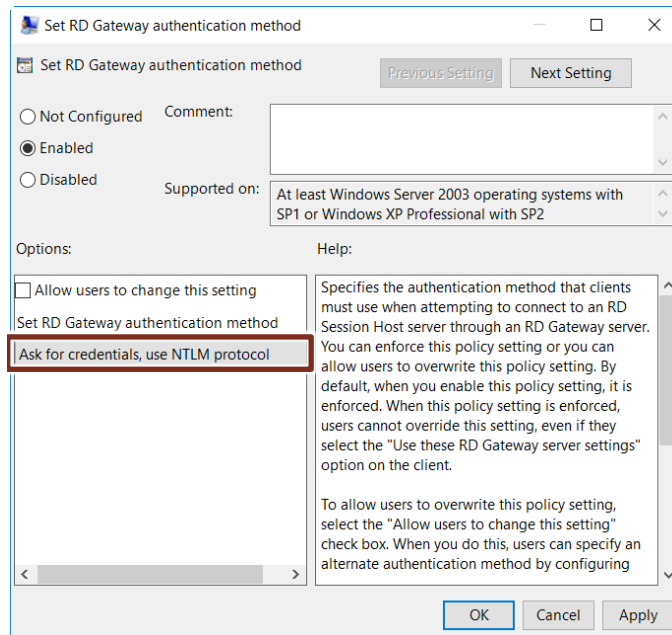 Set RD Gateway authentication method
Set RD Gateway authentication method
Previous Setting
Next Setting
Not Configured
Comment:
Enabled
Disabled
Supported on:
At least Windows Server 2003 operating systems with
SP1 or Windows XP Professional with SP2
Options:
Help:
Allow users to change this setting
Set RD Gateway authentication method
Ask for credentials, use NTLM protocol
Specifies the authentication method that clients
must use when attempting to connect to an RD
Session Host server through an RD Gateway server.
You can enforce this policy setting or you can
allow users to overwrite this policy setting. By
default, when you enable this policy setting, it is
enforced. When this policy setting is enforced,
users cannot override this setting, even if they
select the "Use these RD Gateway server settings"
option on the client.
To allow users to overwrite this policy setting,
select the "Allow users to change this setting"
check box. When you do this, users can specify an
alternate authentication method by configuring
OK
Cancel
Apply